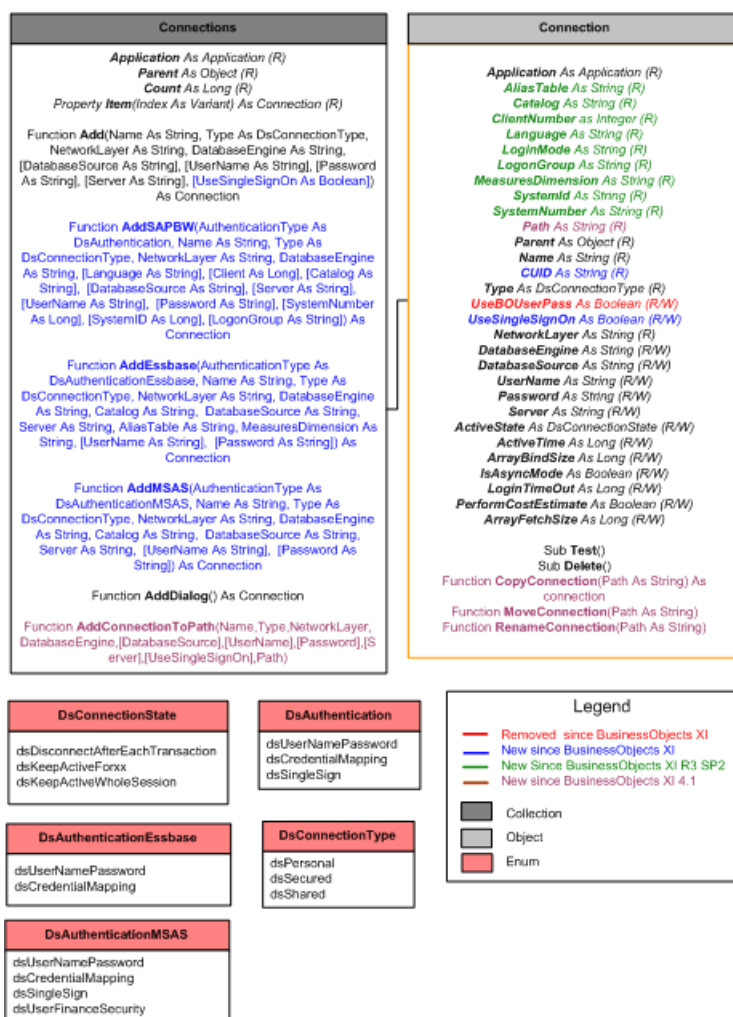 Connections
Application As Application (R)
Parent As Object (R)
Count As Long (R)
Property Item(Index As Variant) As Connection (R)
Function Add(Name As String, Type As DsConnectionType,
NetworkLayer As String, DatabaseEngine As String,
[DatabaseSource As String], [UserName As String], [Password
As String], [Server As String], [UseSingleSignOn As Boolean])
As Connection
Function AddSAPBW(AuthenticationType As
DsAuthentication, Name As String, Type As
DsConnectionType, NetworkLayer As String, DatabaseEngine
As String, [Language As String], [Client As Long], [Catalog As
String], [DatabaseSource As String], [Server As String],
[UserName As String], [Password As String], [SystemNumber
As Long], [SystemID As Long], [LogonGroup As String]) As
Connection
Function AddEssbase(AuthenticationType As
DsAuthenticationEssbase, Name As String, Type As
DsConnectionType, NetworkLayer As String, DatabaseEngine
As String, Catalog As String, DatabaseSource As String,
Server As String, AliasTable As String, MeasuresDimension As
String, [UserName As String], [Password As String]) As
Connection
Function AddMSAS(AuthenticationType As
DsAuthenticationMSAS, Name As String, Type As
DsConnectionType, NetworkLayer As String, DatabaseEngine
As String, Catalog As String, DatabaseSource As String,
Server As String, [UserName As String], [Password As
String]) As Connection
Function AddDialog() As Connection
Function AddConnectionToPath(Name,Type,NetworkLayer,
DatabaseEngine,[DatabaseSource],[UserName],[Password],[S
erver],[UseSingleSignOn],Path)
Connection
Application As Application (R)
AliasTable As String (R)
Catalog As String (R)
ClientNumber as Integer (R)
Language As String (R)
LoginMode As String (R)
LogonGroup As String (R)
MeasuresDimension As String (R)
SystemId As String (R)
SystemNumber As String (R)
Path As String (R)
Parent As Object (R)
Name As String (R)
CUID As String (R)
Type As DsConnectionType (R)
UseBOUserPass As Boolean (R/W)
UseSingleSignOn As Boolean (R/W)
NetworkLayer As String (R)
DatabaseEngine As String (R/W)
DatabaseSource As String (R/W)
UserName As String (R/W)
Password As String (R/W)
Server As String (R/W)
ActiveState As DsConnectionState (R/W)
ActiveTime As Long (R/W)
ArrayBindSize As Long (R/W)
IsAsyncMode As Boolean (R/W)
LoginTimeOut As Long (R/W)
PerformCostEstimate As Boolean (R/W)
ArrayFetchSize As Long (R/W)
Sub Test()
Sub Delete()
Function CopyConnection(Path As String) As
connection
Function MoveConnection(Path As String)
Function RenameConnection(Path As String)
DsConnectionState
dsDisconnectAfterEachTransaction
dsKeepActiveForxx
dsKeepActiveWholeSession
DsAuthentication
dsUserNamePassword
dsCredentialMapping
dsSingleSign
DsAuthenticationEssbase
dsUserNamePassword
dsCredentialMapping
DsConnectionType
dsPersonal
dsSecured
dsShared
DsAuthenticationMSAS
dsUserNamePassword
dsCredentialMapping
dsSingleSign
dsUserFinanceSecurity
Legend
Removed since BusinessObjects XI
New since BusinessObjects XI
New Since BusinessObjects XI R3 SP2
New since BusinessObjects XI 4.1
Collection
Object
Enum